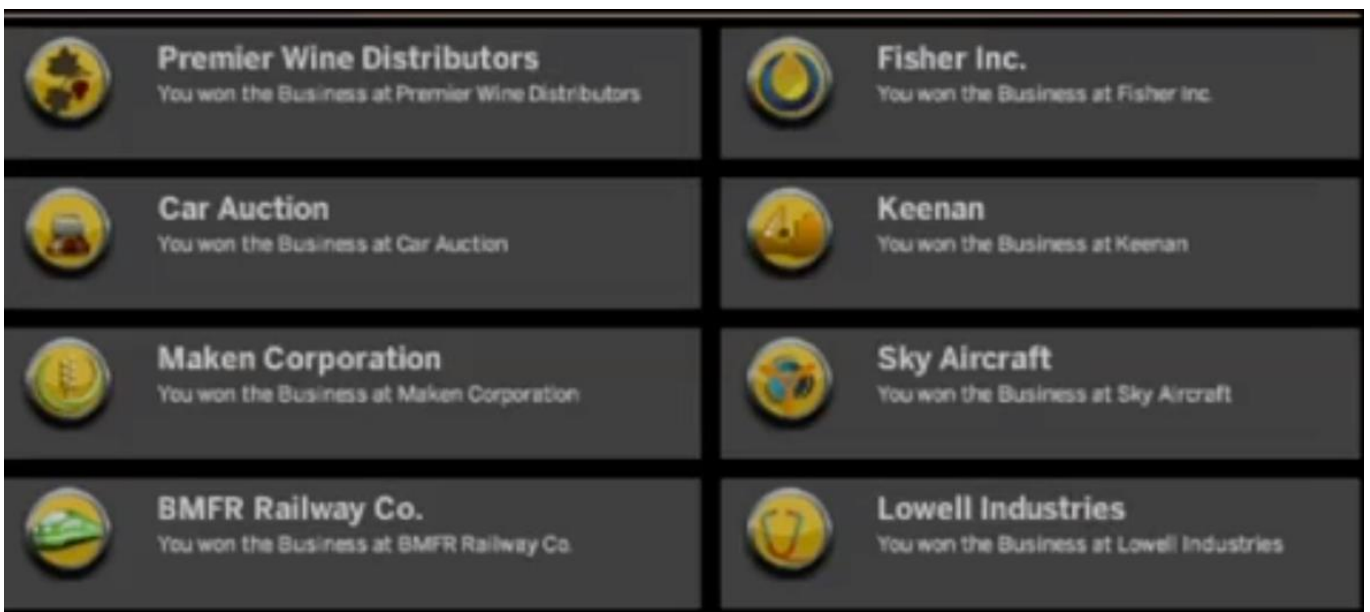 Premier Wine Distributors
You won the Business at Premier Wine Distributors
Fisher Inc.
You won the Business at Fisher Inc.
Car Auction
You won the Business at Car Auction
Keenan
You won the Business at Keenan
Maken Corporation
You won the Business at Maken Corporation
Sky Aircraft
You won the Business at Sky Aircraft
BMFR Railway Co.
You won the Business at BMFR Railway Co.
Lowell Industries
You won the Business at Lowell Industries